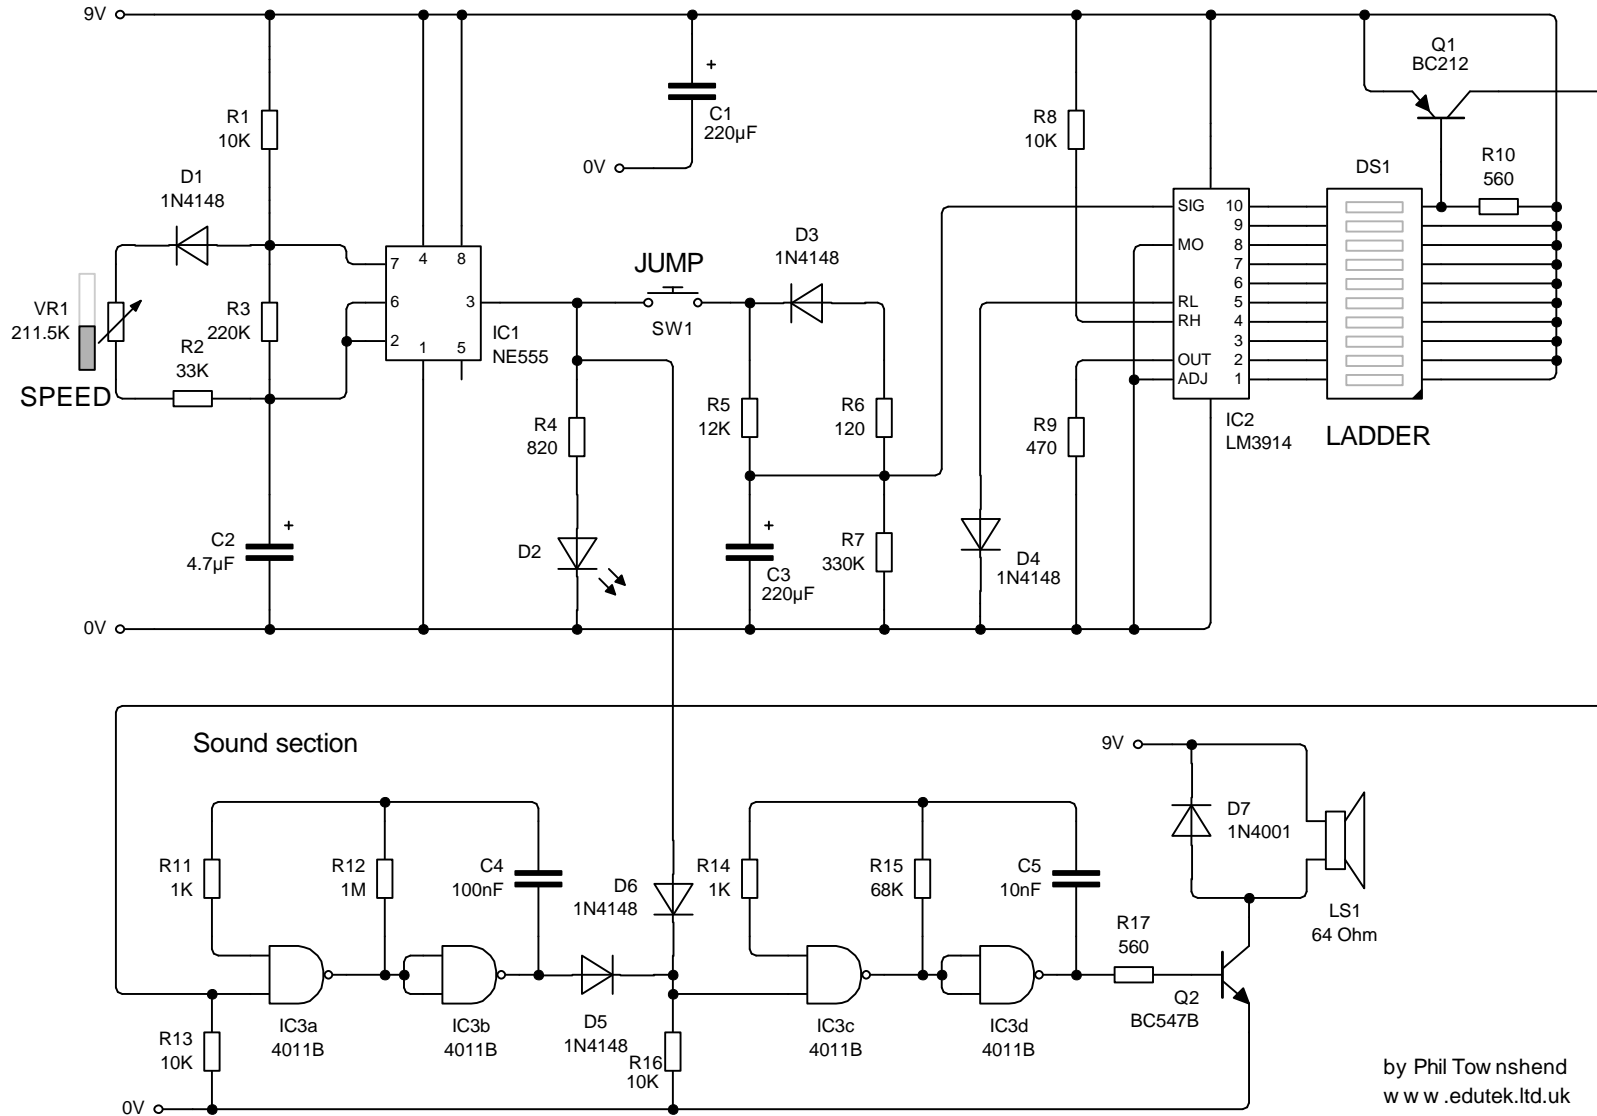 9V
Q1
BC212
+
C1
220µF
R1
10K
R8
10K
0V
R10
560
DS1
D1
1N4148
SIG 10
9
MO 8
7
6
RL 5
RH 4
3
OUT 2
ADJ 1
D3
1N4148
JUMP
SW1
7 4 8
6 3
2 1 5
IC1
NE555
VR1
211.5K
R3
220K
R2
33K
SPEED
R4
820
R5
12K
R6
120
R9
470
IC2
LM3914
LADDER
+
C2
4.7µF
D2
+
C3
220µF
R7
330K
D4
1N4148
0V
Sound section
9V
D7
1N4001
R11
1K
R12
1M
C4
100nF
D6
1N4148
R14
1K
R15
68K
C5
10nF
LS1
64 Ohm
R17
560
Q2
BC547B
IC3a
4011B
IC3b
4011B
D5
1N4148
IC3c
4011B
IC3d
4011B
R13
10K
R16
10K
0V
by Phil Tow nshend
w w w .edutek.ltd.uk